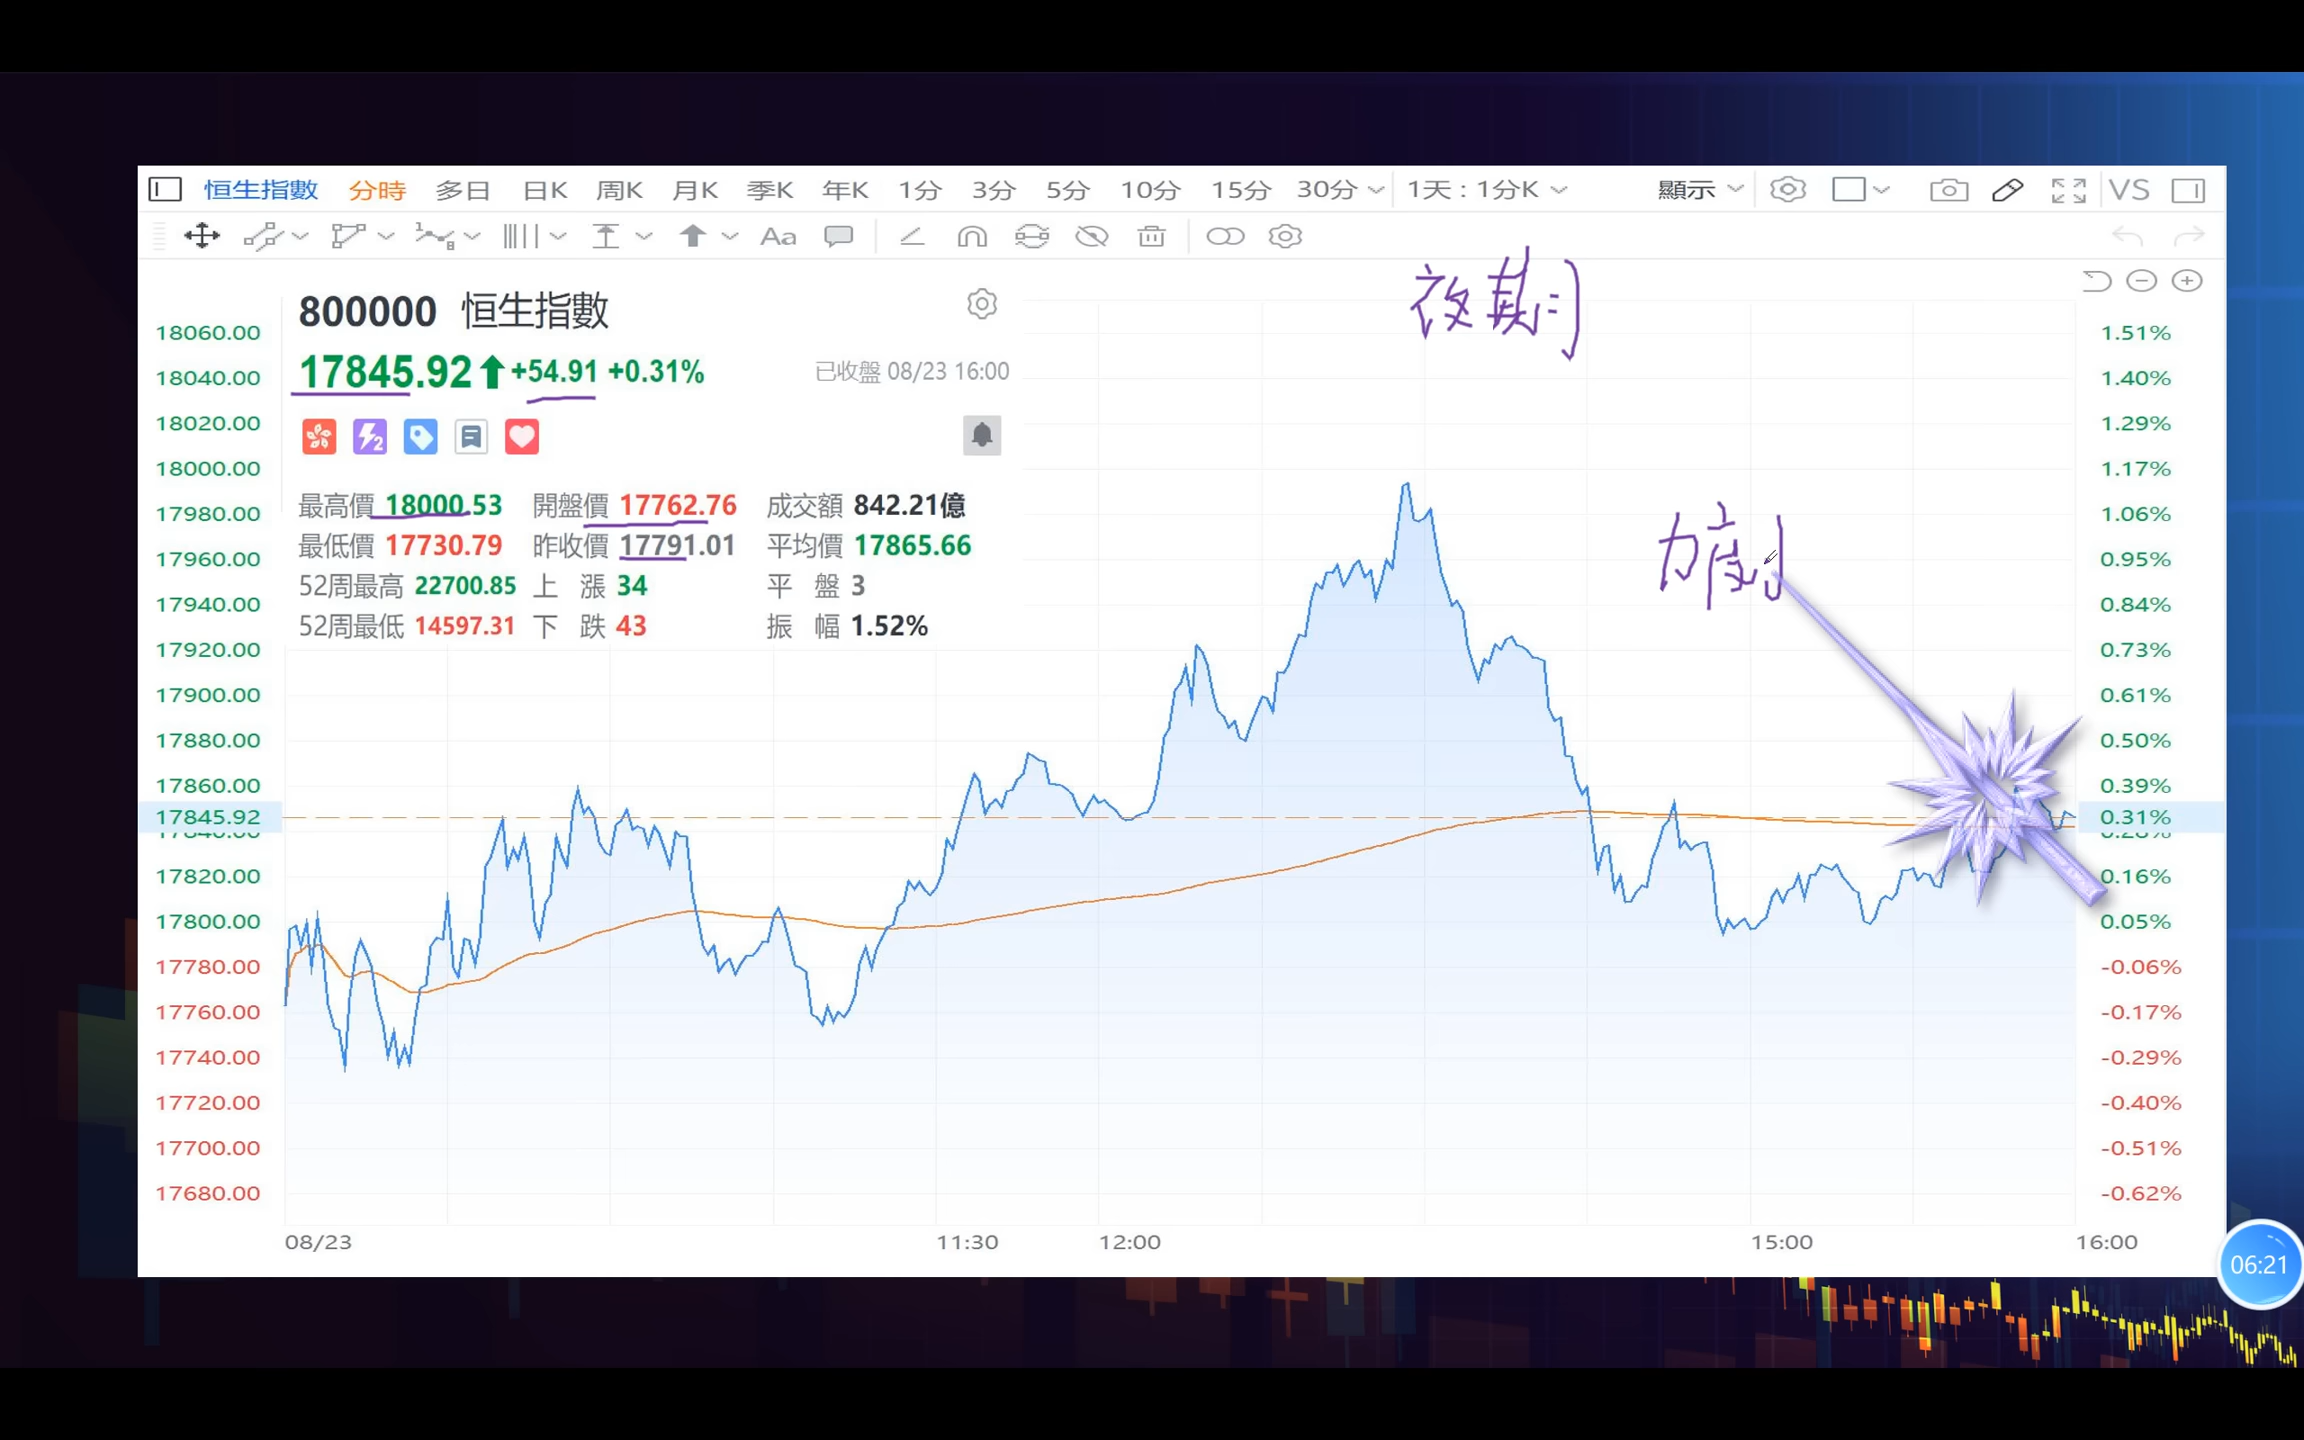 恒生指數 分時 多日 日K 周K 月K 季K 年K 1分 3分 5分 10分 15分 30分 1天 : 1分K 顯示 VS
Aa
夜期
800000 恒生指數
17845.92 +54.91 +0.31% 已收盤 08/23 16:00
最高價 18000.53 開盤價 17762.76 成交額 842.21億
最低價 17730.79 昨收價 17791.01 平均價 17865.66
52周最高 22700.85 上 漲 34 平 盤 3
52周最低 14597.31 下 跌 43 振 幅 1.52%
力度
18060.00 1.51%
18040.00 1.40%
18020.00 1.29%
18000.00 1.17%
17980.00 1.06%
17960.00 0.95%
17940.00 0.84%
17920.00 0.73%
17900.00 0.61%
17880.00 0.50%
17860.00 0.39%
17845.92 0.31%
17820.00 0.16%
17800.00 0.05%
17780.00 -0.06%
17760.00 -0.17%
17740.00 -0.29%
17720.00 -0.40%
17700.00 -0.51%
17680.00 -0.62%
08/23 11:30 12:00 15:00 16:00
06:21